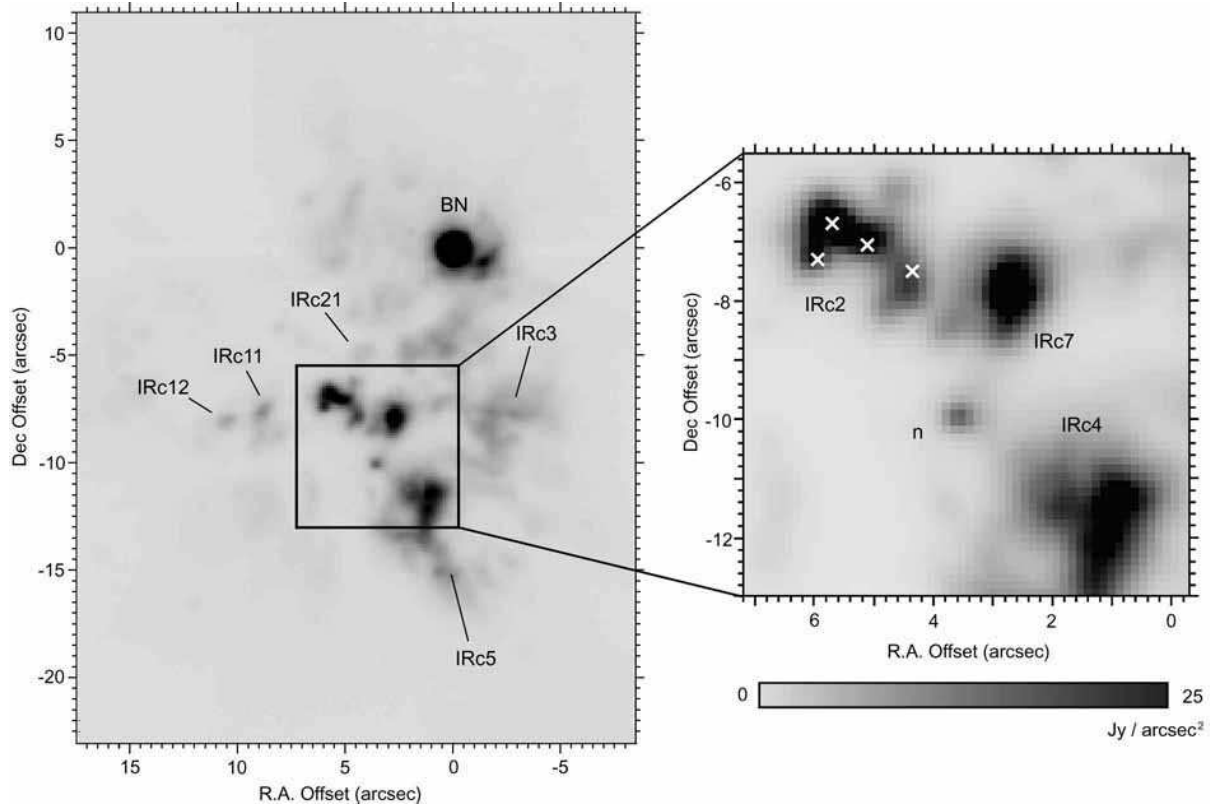 10
5
0
-5
-10
-15
-20
Dec Offset (arcsec)
15 10 5 0 -5
R.A. Offset (arcsec)
BN
IRc21
IRc11
IRc12
IRc3
IRc5
-6
-8
-10
-12
Dec Offset (arcsec)
IRc2
IRc7
n
IRc4
6 4 2 0
R.A. Offset (arcsec)
0 25
Jy / arcsec²